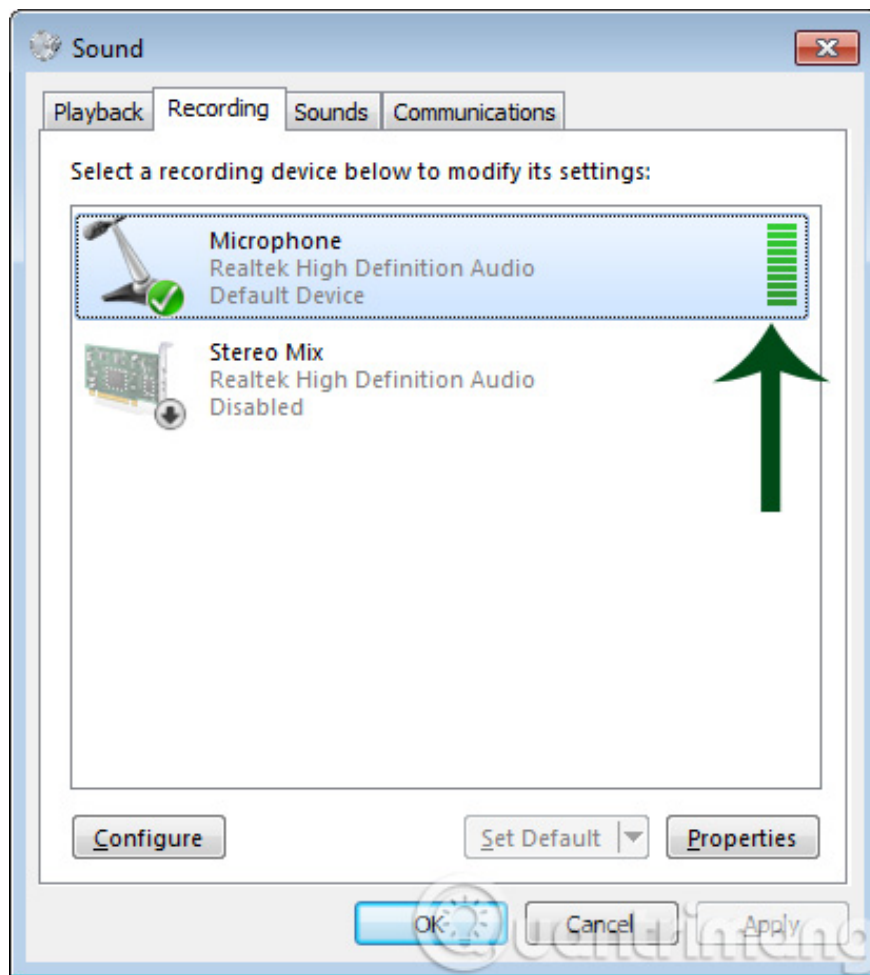 Sound
Playback Recording Sounds Communications
Select a recording device below to modify its settings:
Microphone
Realtek High Definition Audio
Default Device
Stereo Mix
Realtek High Definition Audio
Disabled
Configure Set Default Properties
OK Cancel Apply
Quantrimang